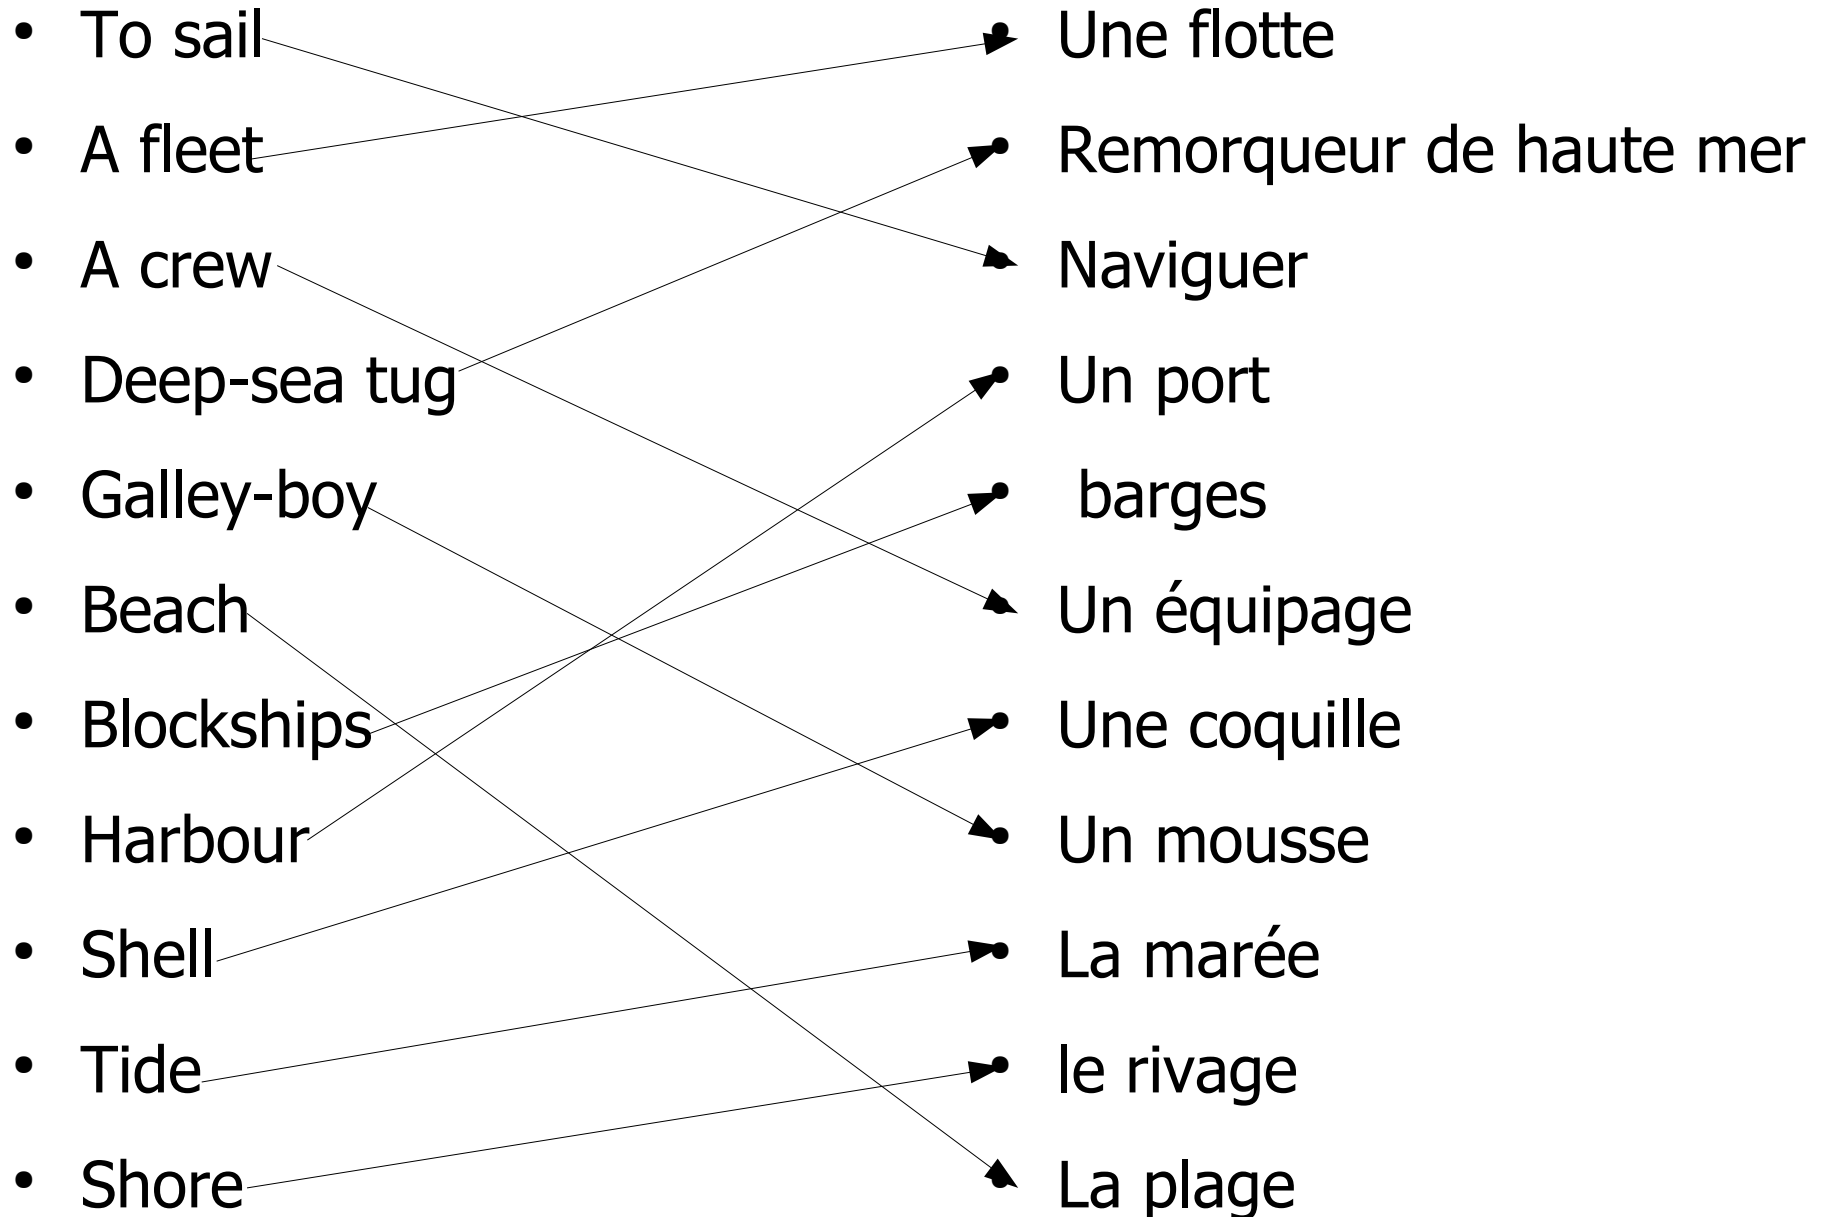 • To sail
• A fleet
• A crew
• Deep-sea tug
• Galley-boy
• Beach
• Blockships
• Harbour
• Shell
• Tide
• Shore
• Une flotte
• Remorqueur de haute mer
• Naviguer
• Un port
• barges
• Un équipage
• Une coquille
• Un mousse
• La marée
• le rivage
• La plage